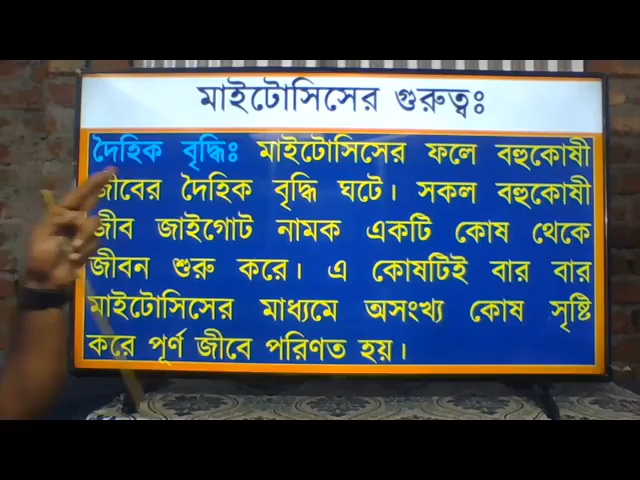 মাইটোসিসের গুরুত্বঃ
দৈহিক বৃদ্ধিঃ মাইটোসিসের ফলে বহুকোষী
জীবের দৈহিক বৃদ্ধি ঘটে। সকল বহুকোষী
জীব জাইগোট নামক একটি কোষ থেকে
জীবন শুরু করে। এ কোষটিই বার বার
মাইটোসিসের মাধ্যমে অসংখ্য কোষ সৃষ্টি
করে পূর্ণ জীবে পরিণত হয়।